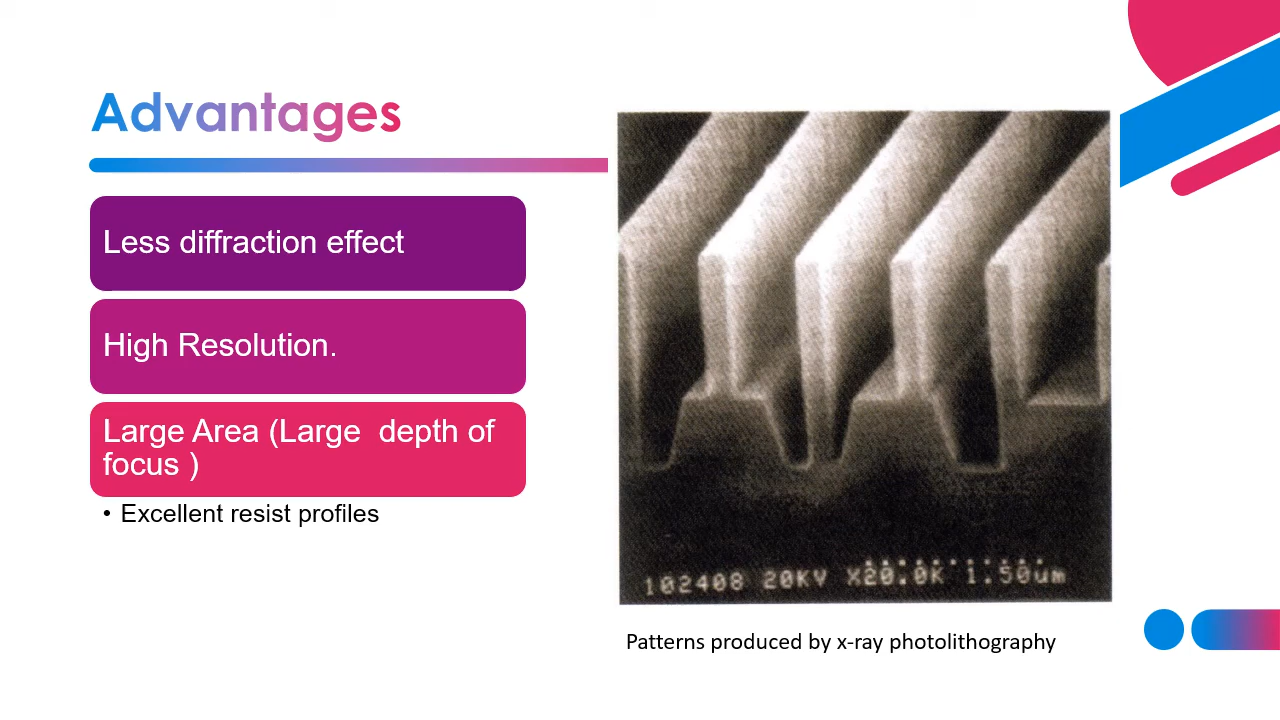 Advantages
Less diffraction effect
High Resolution.
Large Area (Large  depth of
focus )
• Excellent resist profiles
102408 20KV X20.0K 1.50um
Patterns produced by x-ray photolithography